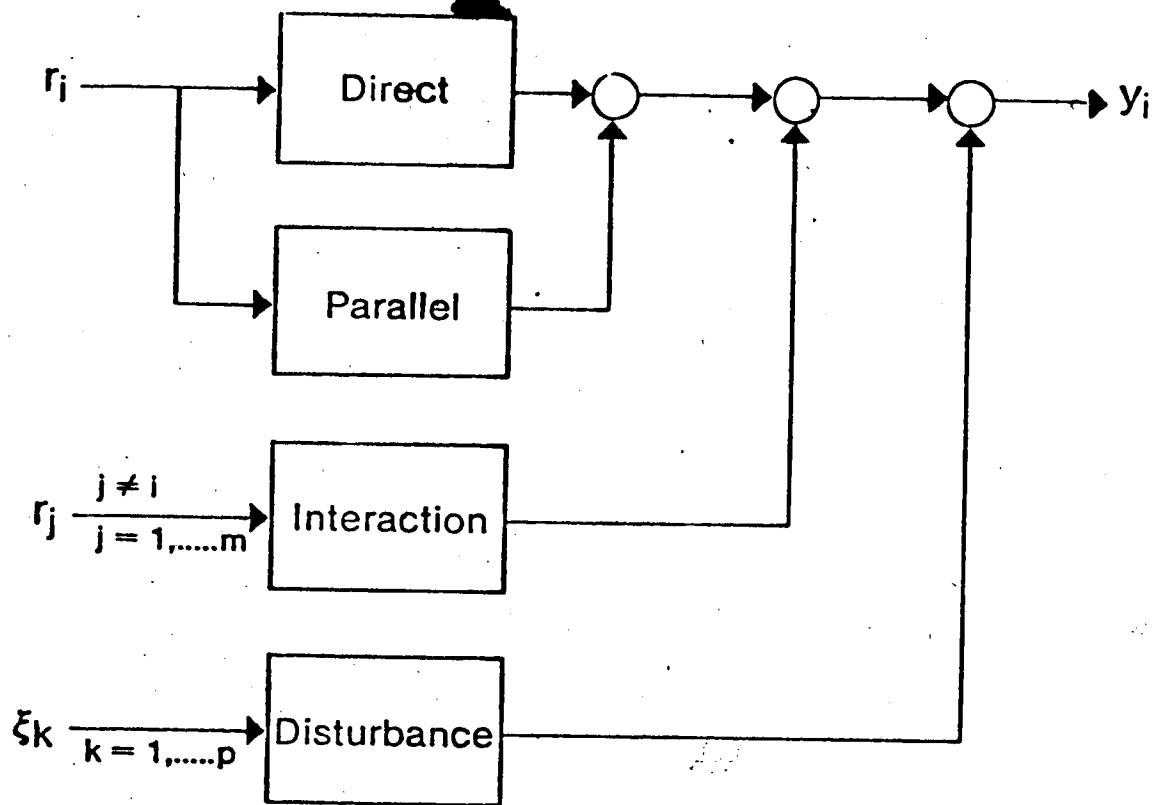 r_i
Direct
y_i
Parallel
r_j
j ≠ i
j = 1,.....m
Interaction
ξ_k
k = 1,.....p
Disturbance